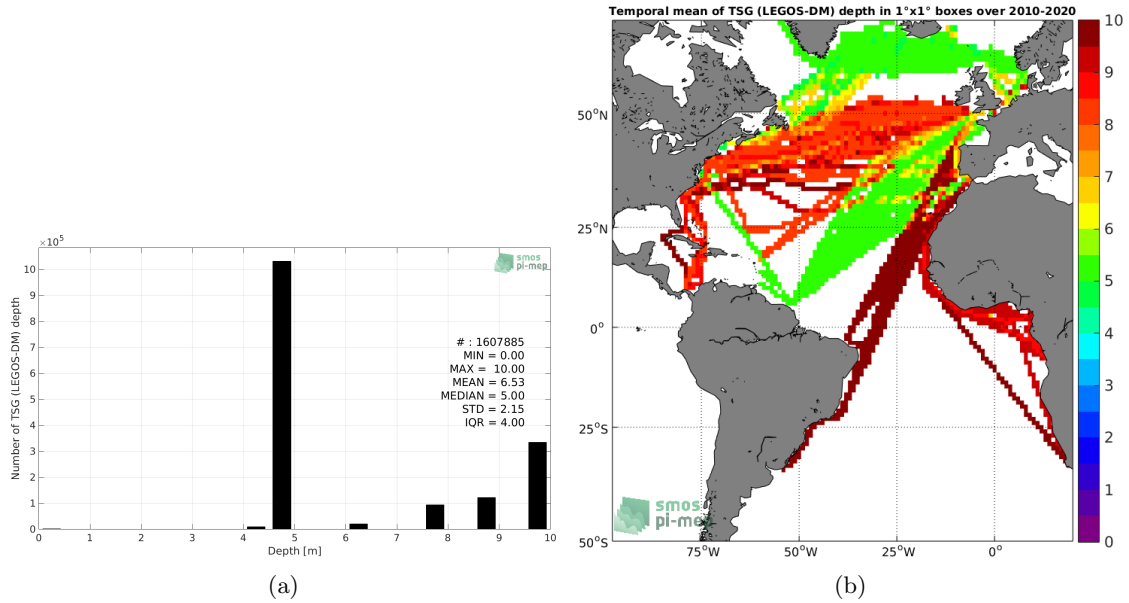 ×10⁵
10
9
8
7
6
5
4
3
2
1
0
Number of TSG (LEGOS-DM) depth
smos
pi-mep
# : 1607885
MIN = 0.00
MAX = 10.00
MEAN = 6.53
MEDIAN = 5.00
STD = 2.15
IQR = 4.00
0 1 2 3 4 5 6 7 8 9 10
Depth [m]
(a)
Temporal mean of TSG (LEGOS-DM) depth in 1°x1° boxes over 2010-2020
50°N
25°N
0°
25°S
50°S
75°W 50°W 25°W 0°
smos
pi-mep
10
9
8
7
6
5
4
3
2
1
0
(b)